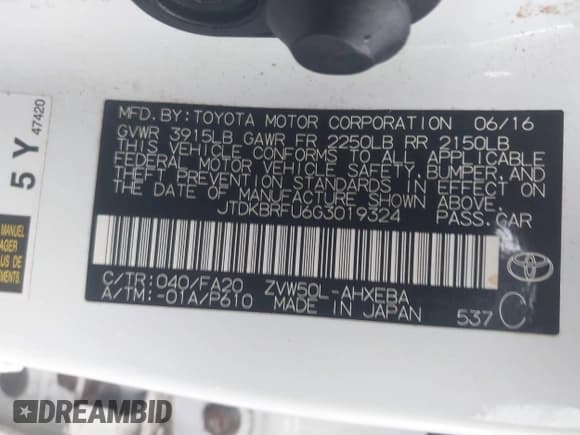 MFD. BY: TOYOTA MOTOR CORPORATION 06/16
GVWR 3915LB GAWR FR 2250LB RR 2150LB
THIS VEHICLE CONFORMS TO ALL APPLICABLE
FEDERAL MOTOR VEHICLE SAFETY, BUMPER, AND
THEFT PREVENTION STANDARDS IN EFFECT ON
THE DATE OF MANUFACTURE SHOWN ABOVE.
JTDKBRFU6G3019324 PASS. CAR
C/TR: 040/FA20 ZVW50L-AHXEBA
A/TM: -01A/P610 MADE IN JAPAN 537 C
5 Y
47420
MANUAL
DREAMBID